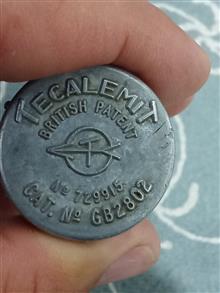 TECALEMIT
BRITISH PATENT
T
No 729915
CAT. No GB2802